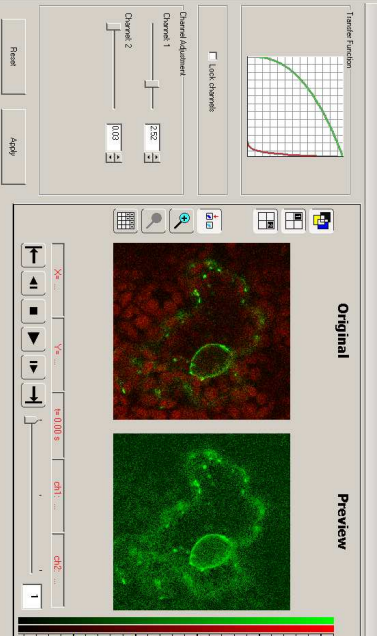 Transfer Function
Lock channels
Channel Adjustment
Channel: 1
2.52
Channel: 2
0.03
Reset
Apply
Original
Preview
X= ...
Y= ...
t= 0.00 s
ch1: ...
ch2: ...
1